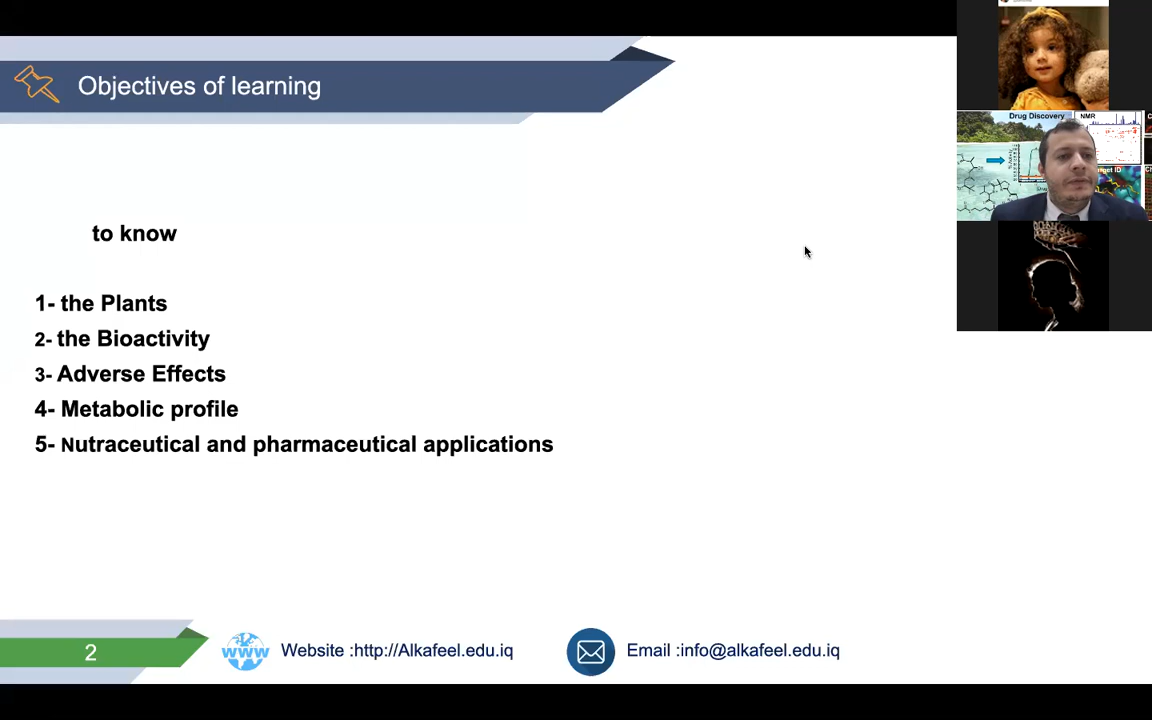 Objectives of learning
to know
1- the Plants
2- the Bioactivity
3- Adverse Effects
4- Metabolic profile
5- Nutraceutical and pharmaceutical applications
2
www
Website :http://Alkafeel.edu.iq
Email :info@alkafeel.edu.iq
Drug Discovery
NMR